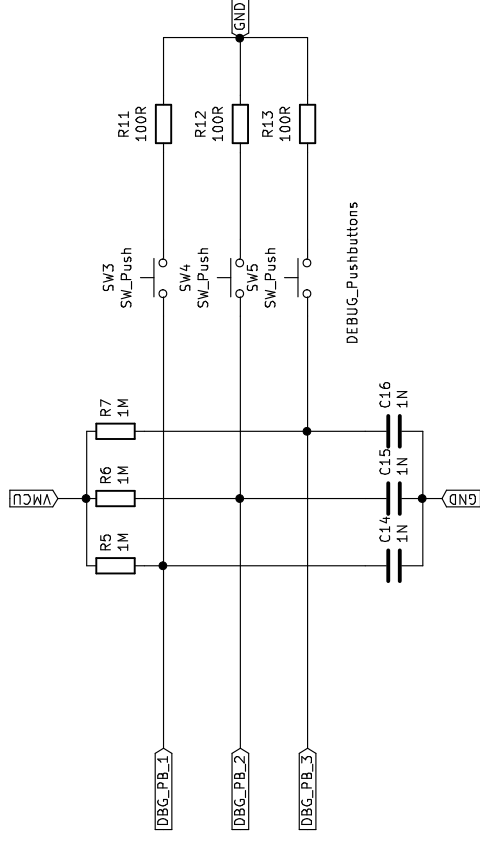 GND
R11
100R
R12
100R
R13
100R
SW3
SW_Push
SW4
SW_Push
SW5
SW_Push
DEBUG_Pushbuttons
R7
1M
C16
1N
VMCU
R6
1M
C15
1N
GND
R5
1M
C14
1N
DBG_PB_1
DBG_PB_2
DBG_PB_3